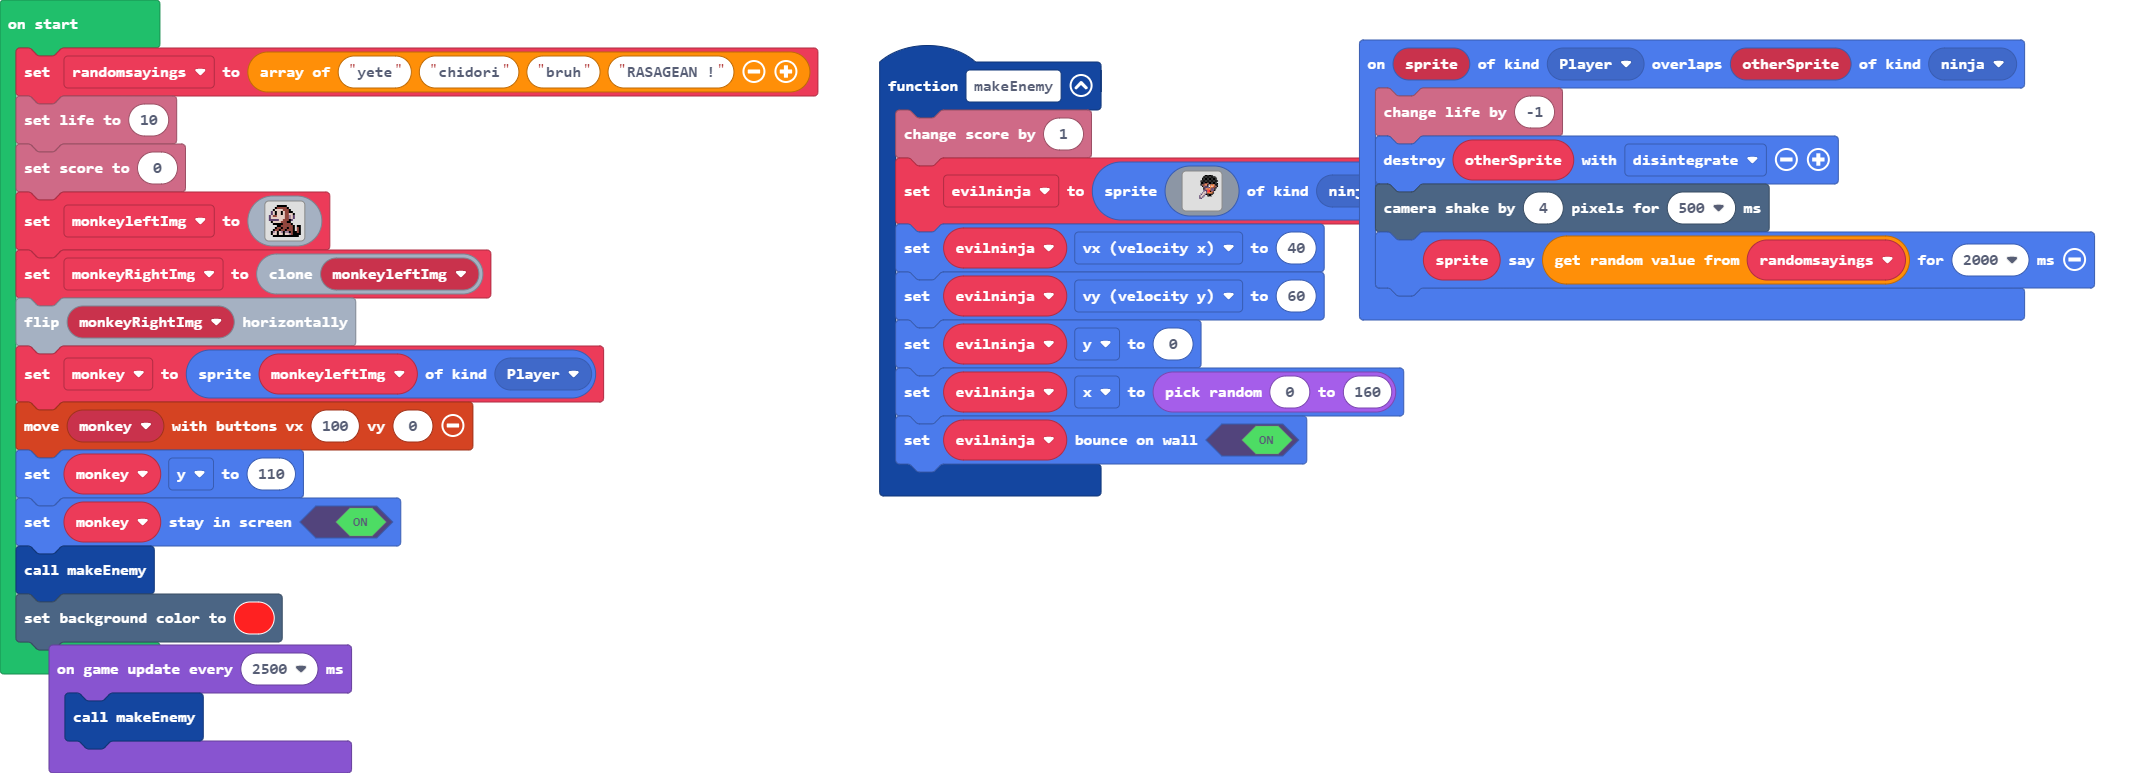 on start
set randomsayings to array of "yete" "chidori" "bruh" "RASAGEAN !"
set life to 10
set score to 0
set monkeyleftImg to
set monkeyRightImg to clone monkeyleftImg
flip monkeyRightImg horizontally
set monkey to sprite monkeyleftImg of kind Player
move monkey with buttons vx 100 vy 0
set monkey y to 110
set monkey stay in screen ON
call makeEnemy
set background color to
on game update every 2500 ms
call makeEnemy
function makeEnemy
change score by 1
set evilninja to sprite of kind
set evilninja vx (velocity x) to 40
set evilninja vy (velocity y) to 60
set evilninja y to 0
set evilninja x to pick random 0 to 160
set evilninja bounce on wall ON
on sprite of kind Player overlaps otherSprite of kind ninja
change life by -1
destroy otherSprite with disintegrate
camera shake by 4 pixels for 500 ms
sprite say get random value from randomsayings for 2000 ms